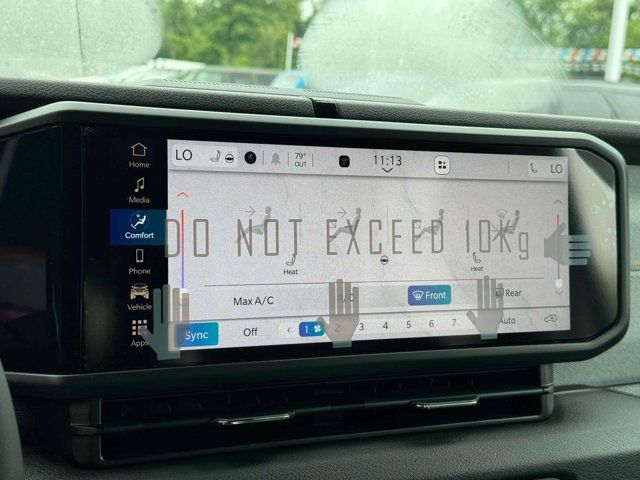 LO
79°
OUT
11:13
LO
Home
Media
Comfort
Phone
Vehicle
Apps
DO NOT EXCEED 10Kg
Heat
Heat
Max A/C
A/C
Front
Rear
Sync
Off
‹ 1 2 3 4 5 6 7
Auto